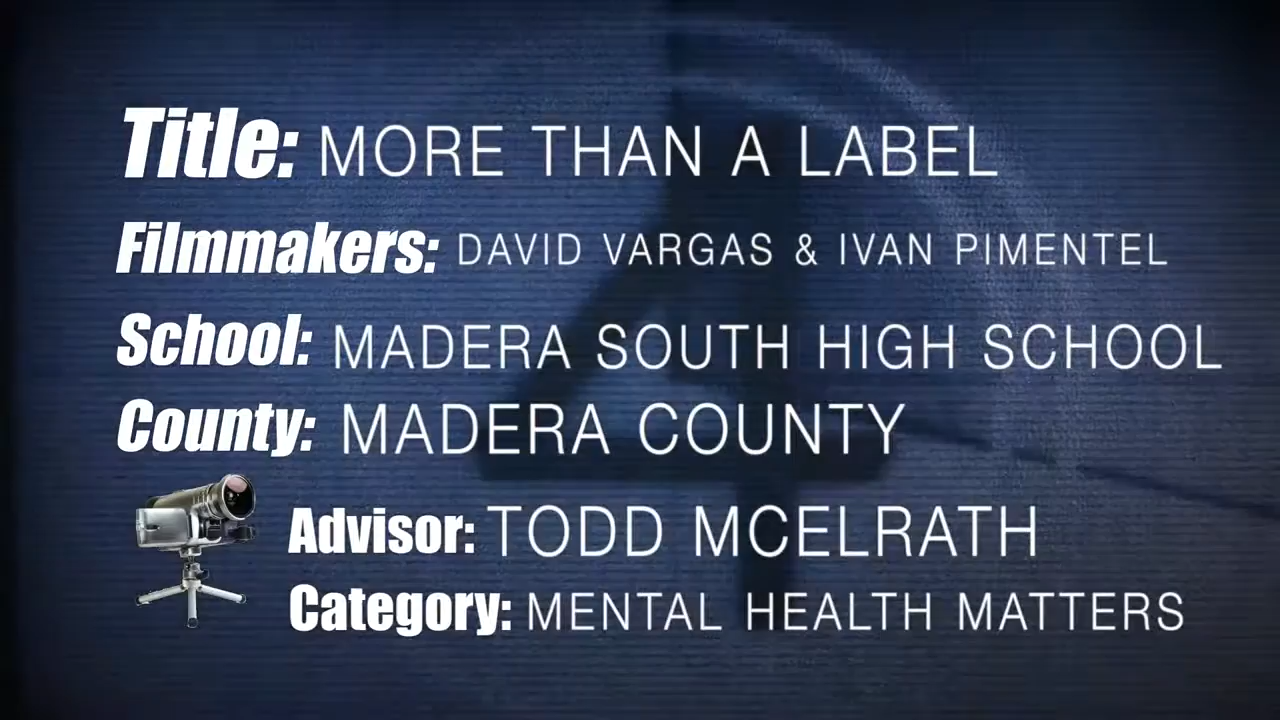 Title: MORE THAN A LABEL
Filmmakers: DAVID VARGAS & IVAN PIMENTEL
School: MADERA SOUTH HIGH SCHOOL
County: MADERA COUNTY
Advisor: TODD MCELRATH
Category: MENTAL HEALTH MATTERS